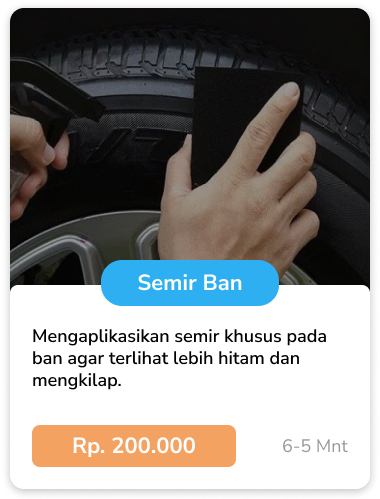 Semir Ban
Mengaplikasikan semir khusus pada
ban agar terlihat lebih hitam dan
mengkilap.
Rp. 200.000
6-5 Mnt